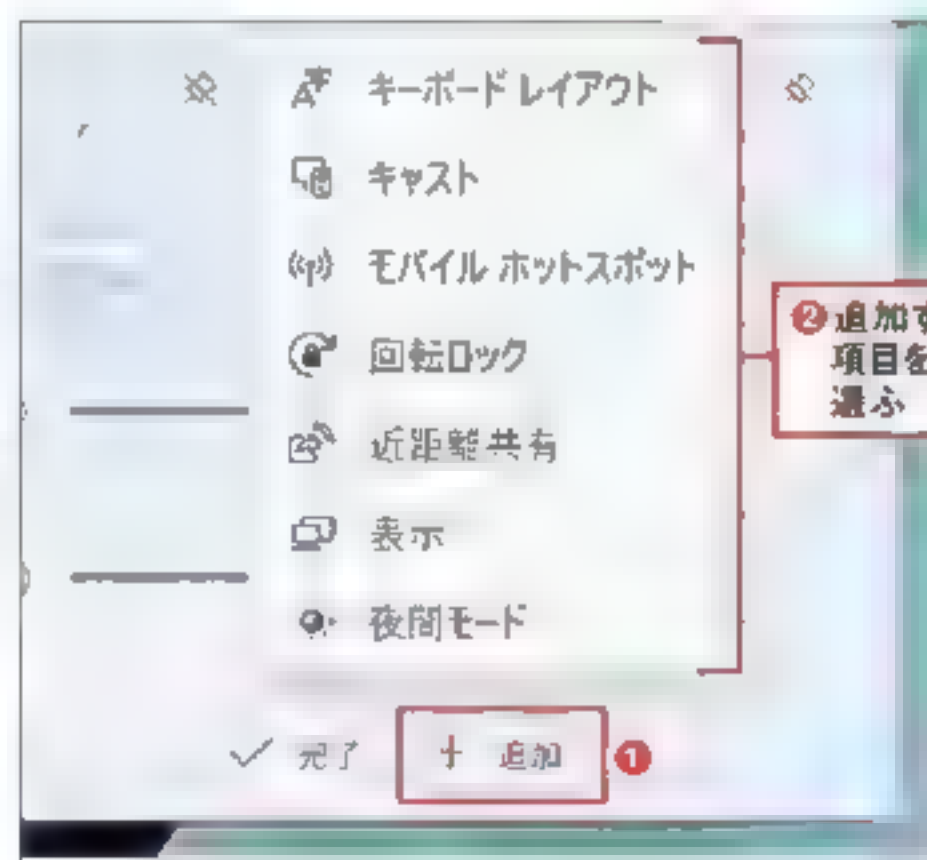 キーボード レイアウト
キャスト
モバイル ホットスポット
回転ロック
近距離共有
表示
夜間モード
❷追加す
項目を
選ぶ
完了
+ 追加 ❶